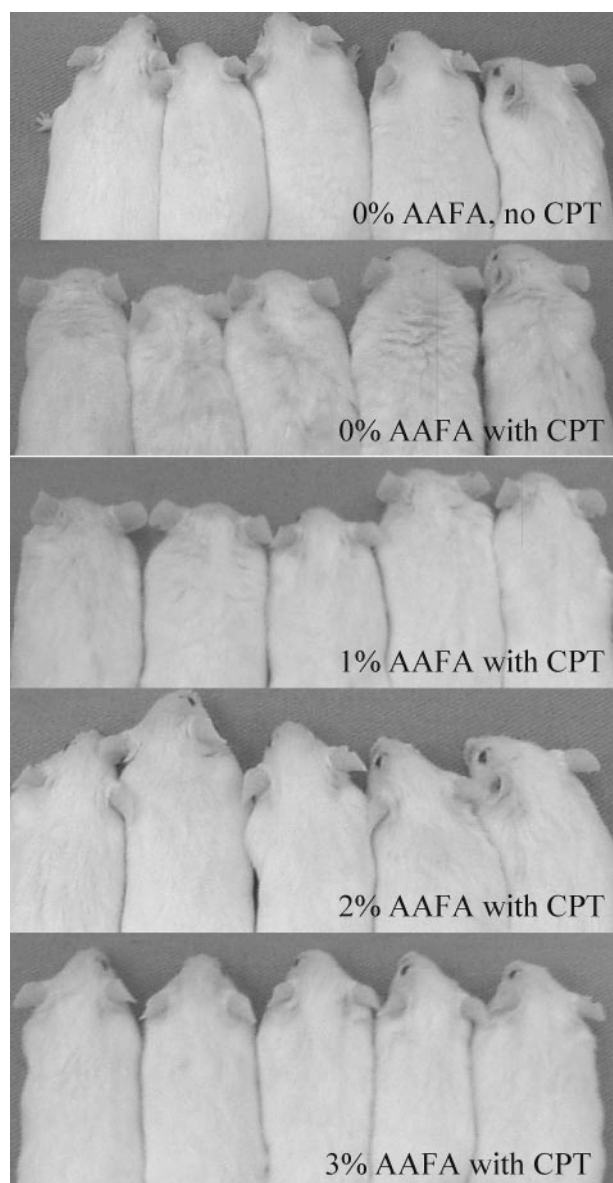 0% AAFA, no CPT
0% AAFA with CPT
1% AAFA with CPT
2% AAFA with CPT
3% AAFA with CPT